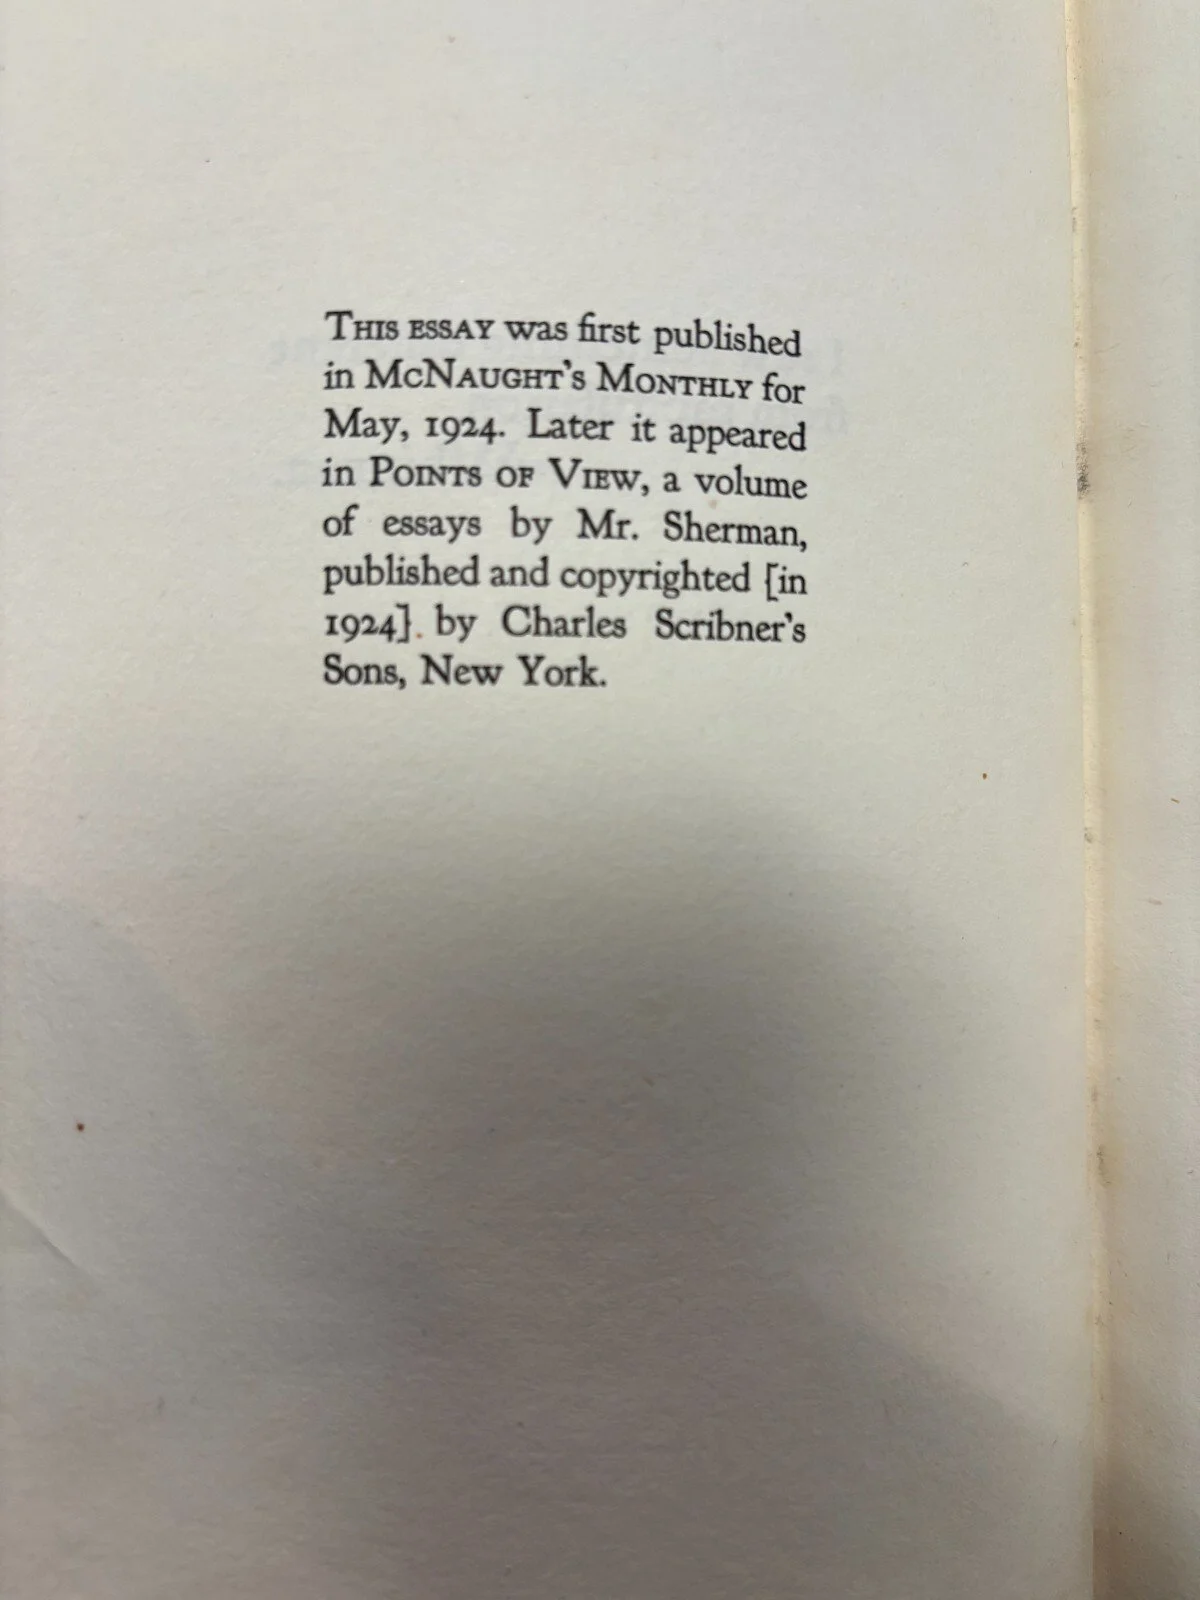 THIS ESSAY was first published
in MCNAUGHT'S MONTHLY for
May, 1924. Later it appeared
in POINTS OF VIEW, a volume
of essays by Mr. Sherman,
published and copyrighted [in
1924] by Charles Scribner's
Sons, New York.